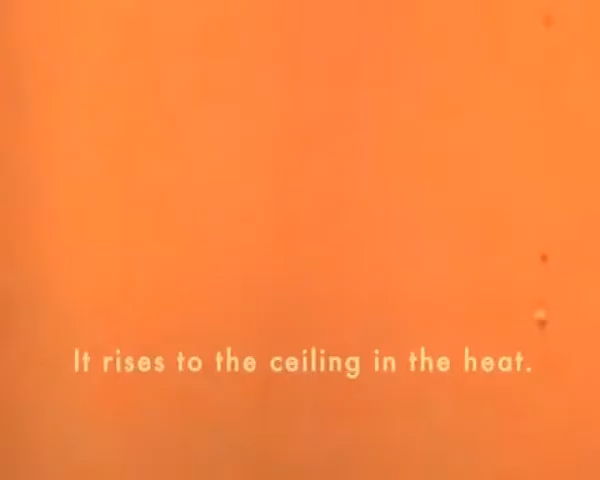 It rises to the ceiling in the heat.